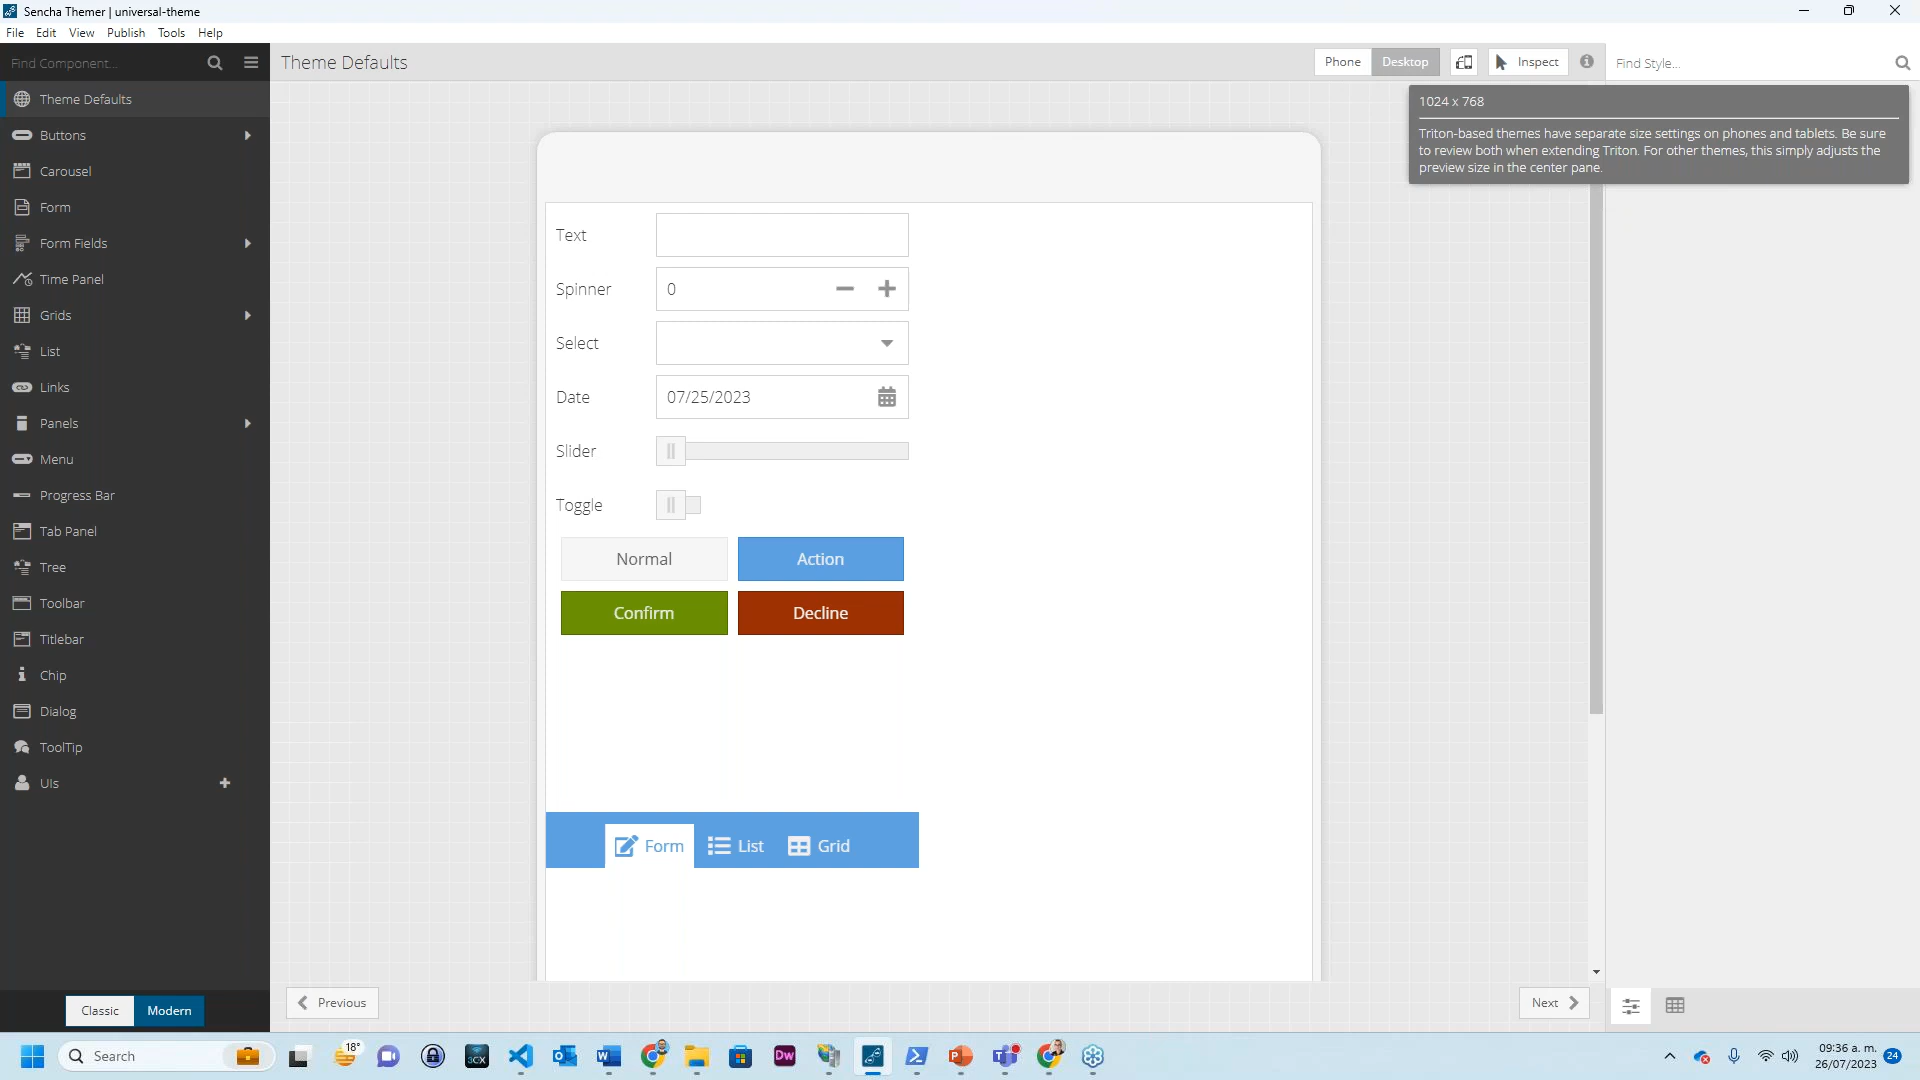 Sencha Themer | universal-theme
File Edit View Publish Tools Help
Find Component...
Theme Defaults
Phone Desktop Inspect
Find Style...
Theme Defaults
Buttons
Carousel
Form
Form Fields
Time Panel
Grids
List
Links
Panels
Menu
Progress Bar
Tab Panel
Tree
Toolbar
Titlebar
Chip
Dialog
ToolTip
UIs
1024 x 768
Triton-based themes have separate size settings on phones and tablets. Be sure
to review both when extending Triton. For other themes, this simply adjusts the
preview size in the center pane.
Text
Spinner 0
Select
Date 07/25/2023
Slider
Toggle
Normal Action
Confirm Decline
Form List Grid
Classic Modern
Previous
Next
Search
18°
3CX
Dw
09:36 a. m.
26/07/2023
24